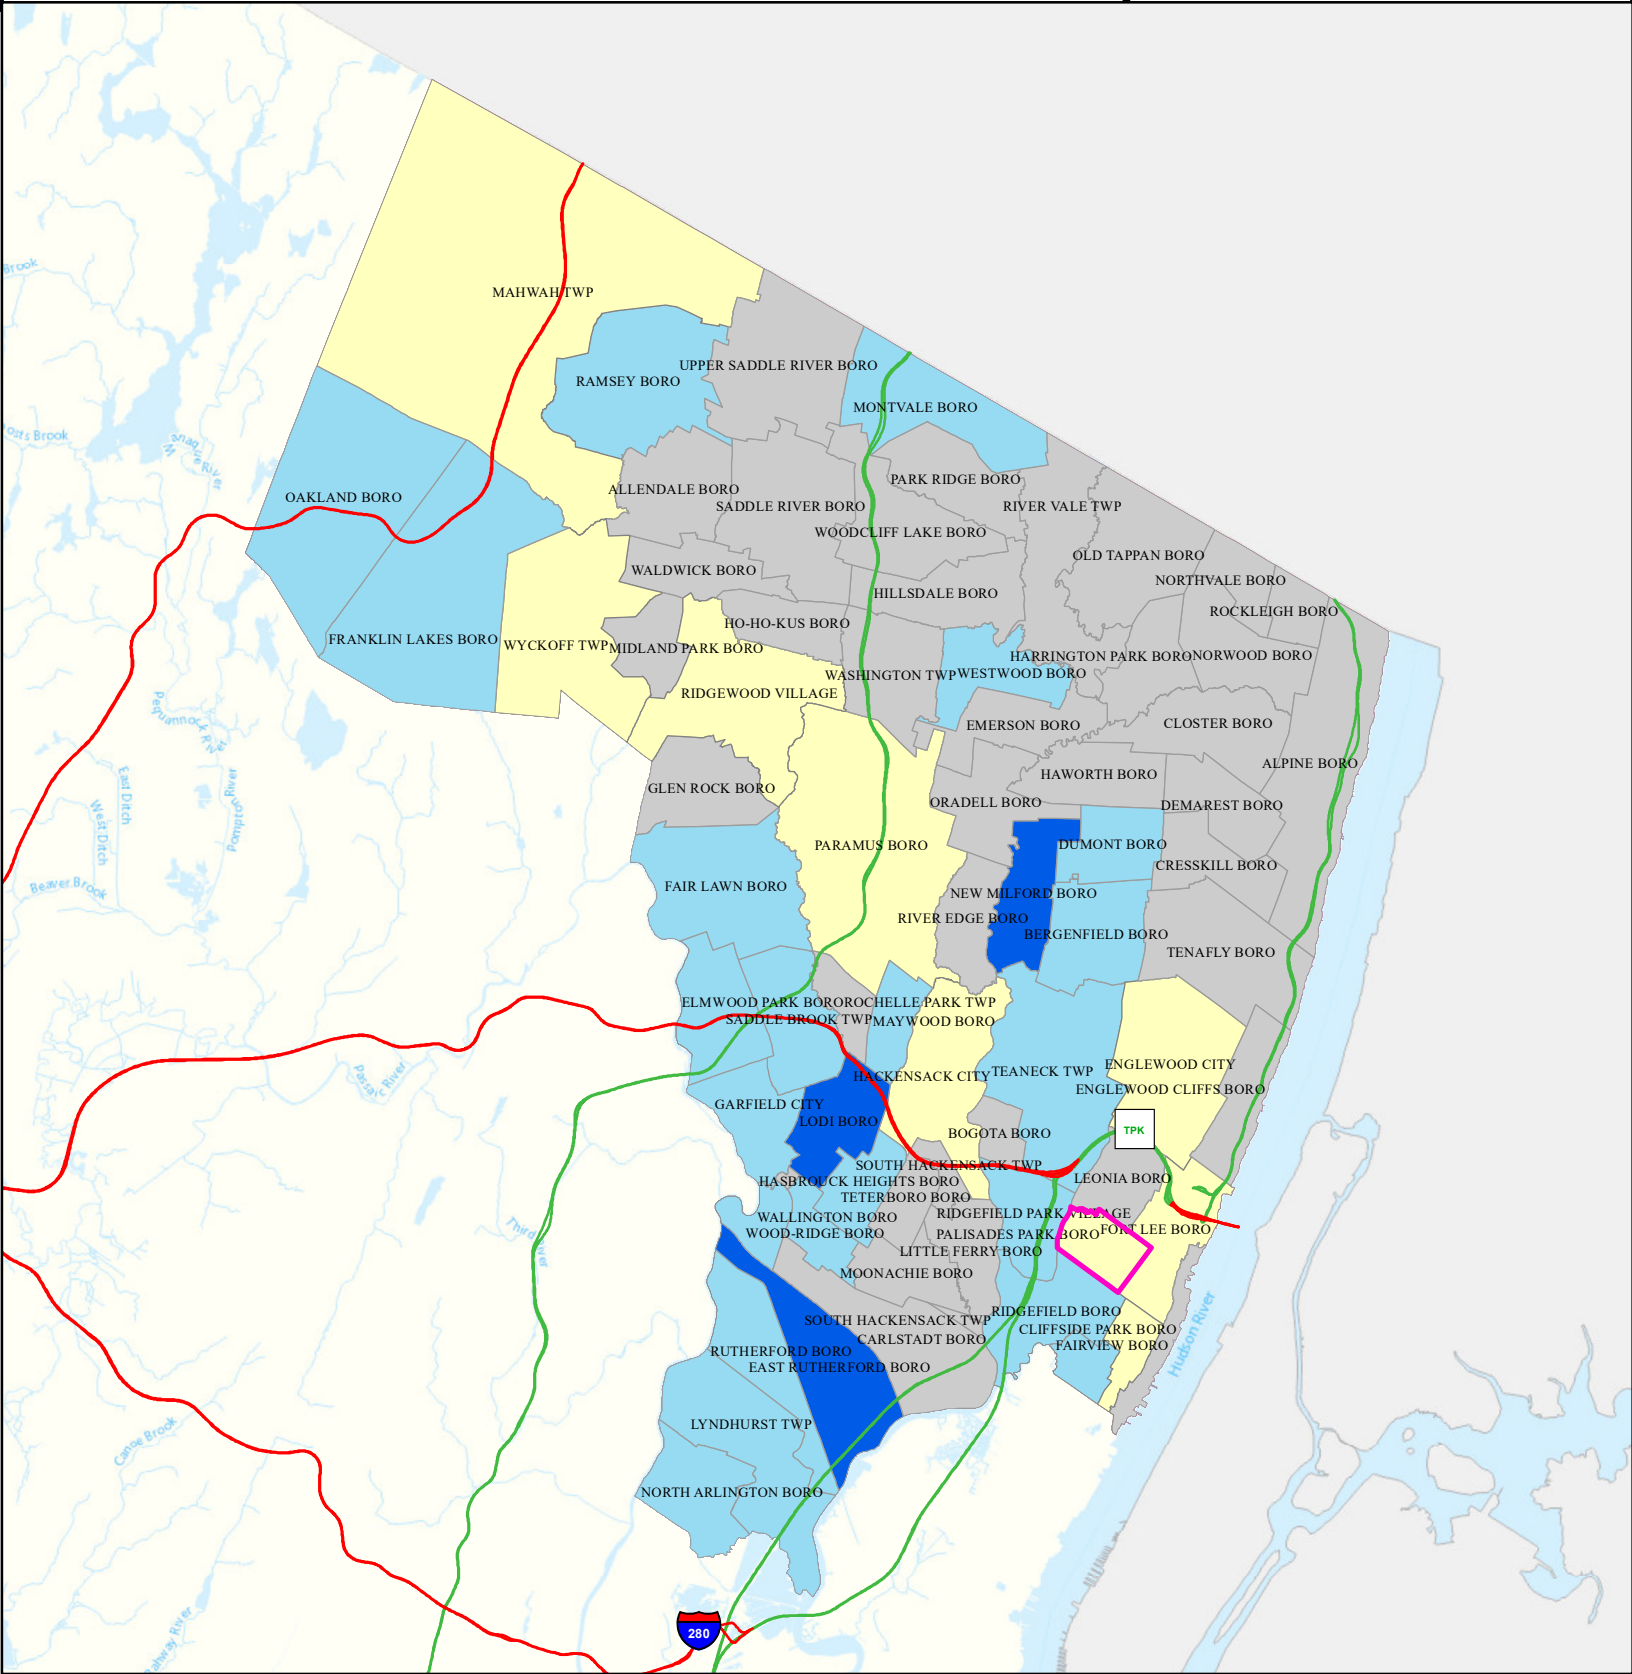 Brook
MAHWAH TWP
UPPER SADDLE RIVER BORO
RAMSEY BORO
MONTVALE BORO
osts Brook
anaque River
W
PARK RIDGE BORO
ALLENDALE BORO
OAKLAND BORO
SADDLE RIVER BORO
RIVER VALE TWP
WOODCLIFF LAKE BORO
OLD TAPPAN BORO
WALDWICK BORO
NORTHVALE BORO
HILLSDALE BORO
ROCKLEIGH BORO
HO-HO-KUS BORO
FRANKLIN LAKES BORO
WYCKOFF TWP
MIDLAND PARK BORO
HARRINGTON PARK BORO
NORWOOD BORO
WASHINGTON TWP
WESTWOOD BORO
RIDGEWOOD VILLAGE
Pequannock River
EMERSON BORO
CLOSTER BORO
ALPINE BORO
HAWORTH BORO
GLEN ROCK BORO
East Ditch
Pompton River
ORADELL BORO
DEMAREST BORO
West Ditch
PARAMUS BORO
DUMONT BORO
CRESSKILL BORO
Beaver Brook
FAIR LAWN BORO
NEW MILFORD BORO
RIVER EDGE BORO
BERGENFIELD BORO
TENAFLY BORO
ELMWOOD PARK BORO
ROCHELLE PARK TWP
SADDLE BROOK TWP
MAYWOOD BORO
ENGLEWOOD CITY
TEANECK TWP
HACKENSACK CITY
Passaic River
ENGLEWOOD CLIFFS BORO
GARFIELD CITY
LODI BORO
TPK
BOGOTA BORO
SOUTH HACKENSACK TWP
LEONIA BORO
HASBROUCK HEIGHTS BORO
TETERBORO BORO
RIDGEFIELD PARK VILLAGE
WALLINGTON BORO
FORT LEE BORO
WOOD-RIDGE BORO
PALISADES PARK BORO
Third River
LITTLE FERRY BORO
MOONACHIE BORO
RIDGEFIELD BORO
SOUTH HACKENSACK TWP
CLIFFSIDE PARK BORO
Hudson River
CARLSTADT BORO
FAIRVIEW BORO
RUTHERFORD BORO
EAST RUTHERFORD BORO
LYNDHURST TWP
Canoe Brook
NORTH ARLINGTON BORO
280
ahway River